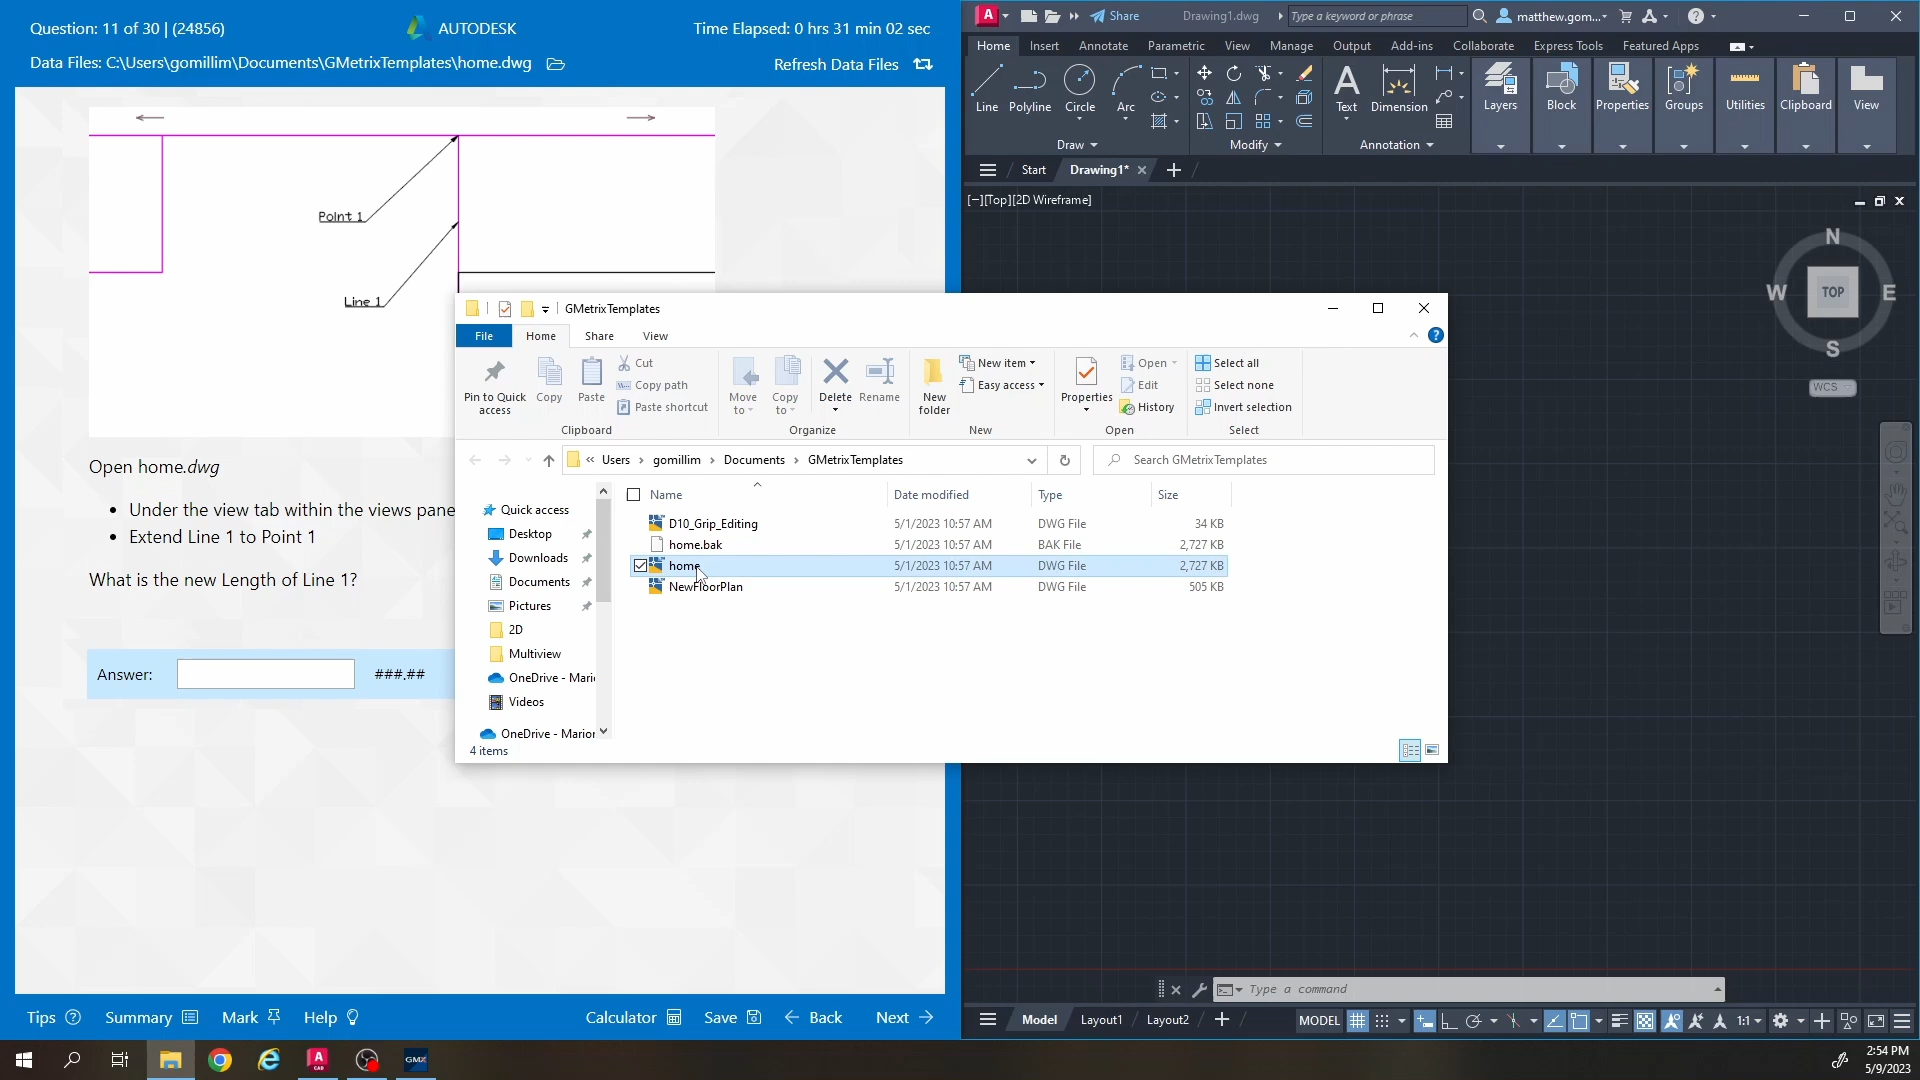 Question: 11 of 30 | (24856)
AUTODESK
Time Elapsed: 0 hrs 31 min 02 sec
Data Files: C:\Users\gomillim\Documents\GMetrixTemplates\home.dwg
Refresh Data Files
Point 1
Line 1
Open home.dwg
Under the view tab within the views pane
Extend Line 1 to Point 1
What is the new Length of Line 1?
Answer:
###.##
Tips
Summary
Mark
Help
Calculator
Save
Back
Next
GMetrixTemplates
File
Home
Share
View
Pin to Quick access
Copy
Paste
Cut
Copy path
Paste shortcut
Clipboard
Move to
Copy to
Delete
Rename
Organize
New folder
New item
Easy access
New
Properties
Open
Edit
History
Open
Select all
Select none
Invert selection
Select
« Users › gomillim › Documents › GMetrixTemplates
Search GMetrixTemplates
Quick access
Desktop
Downloads
Documents
Pictures
2D
Multiview
OneDrive - Mari
Videos
OneDrive - Marior
4 items
Name Date modified Type Size
D10_Grip_Editing 5/1/2023 10:57 AM DWG File 34 KB
home.bak 5/1/2023 10:57 AM BAK File 2,727 KB
home 5/1/2023 10:57 AM DWG File 2,727 KB
NewFloorPlan 5/1/2023 10:57 AM DWG File 505 KB
A
Share
Drawing1.dwg
Type a keyword or phrase
matthew.gom...
Home Insert Annotate Parametric View Manage Output Add-ins Collaborate Express Tools Featured Apps
Line
Polyline
Circle
Arc
Draw
Modify
Text
Dimension
Annotation
Layers
Block
Properties
Groups
Utilities
Clipboard
View
Start
Drawing1*
[−][Top][2D Wireframe]
N
W
TOP
E
S
WCS
Type a command
Model
Layout1
Layout2
MODEL
1:1
A
CAD
GMX
2:54 PM
5/9/2023